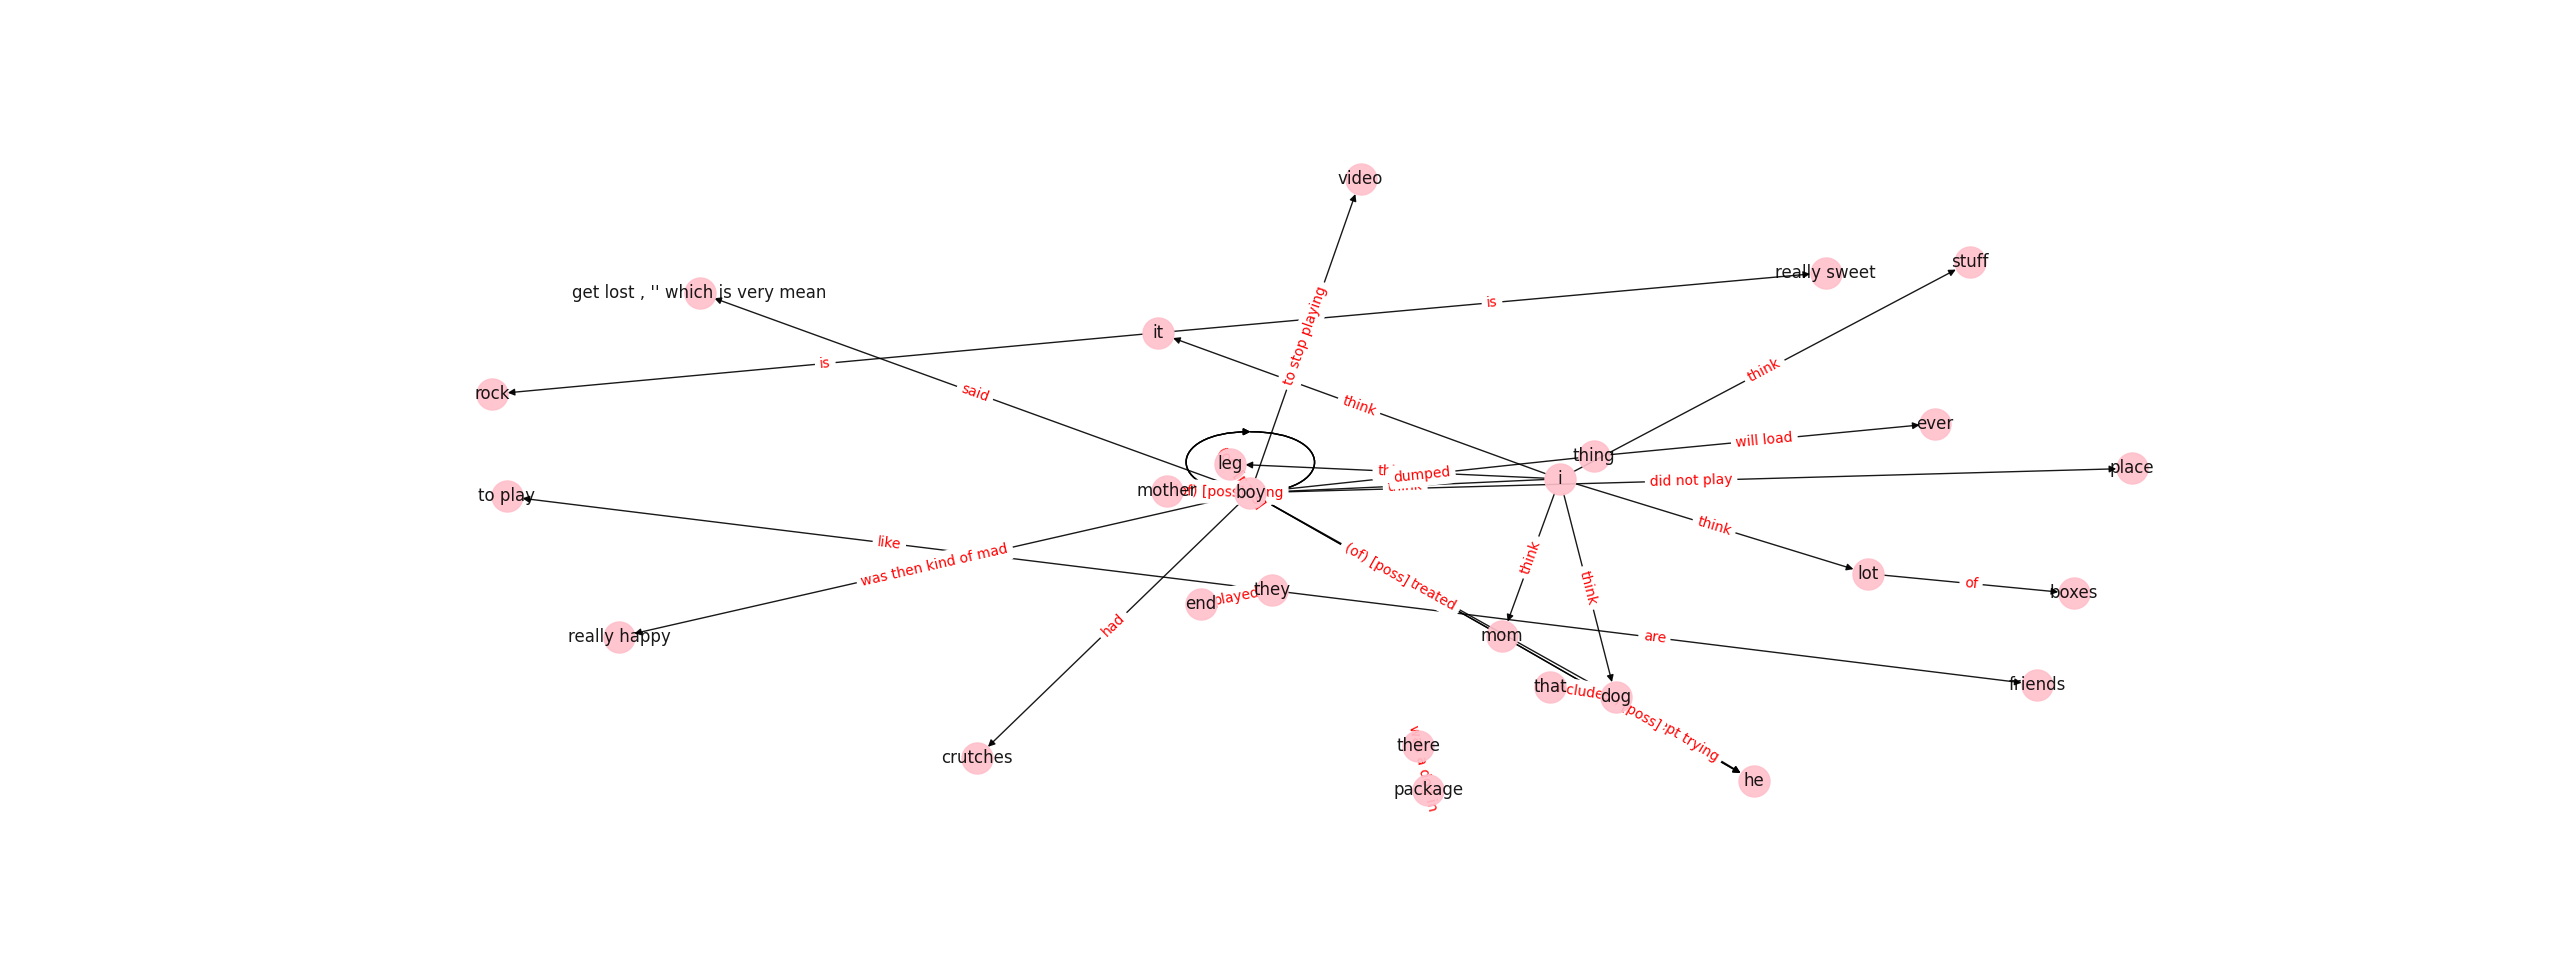 video
stuff
really sweet
get lost , '' which is very mean
is
it
to stop playing
is
think
rock
said
think
ever
will load
thing
leg
dumped
place
i
did not play
mother
boy
to play
think
like
was then kind of mad
think
(of) [poss]
treated
think
lot
of
boxes
they
played
end
had
mom
are
really happy
that
dog
friends
[poss]
trying
there
crutches
he
package